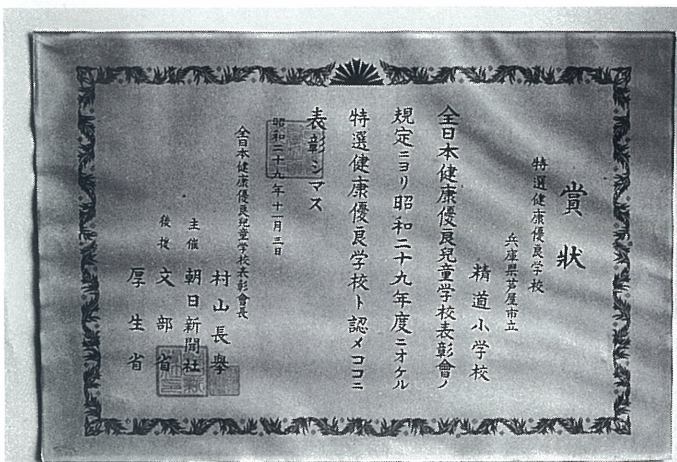 賞状
特選健康優良学校
兵庫県芦屋市立
精道小学校
全日本健康優良児童学校表彰會ノ
規定ニヨリ昭和二十九年度ニオケル
特選健康優良学校ト認メココニ
表彰シマス
昭和二十九年十一月三日
全日本健康優良児童学校表彰會長
村山長擧
主催 朝日新聞社
後援 文部省
厚生省